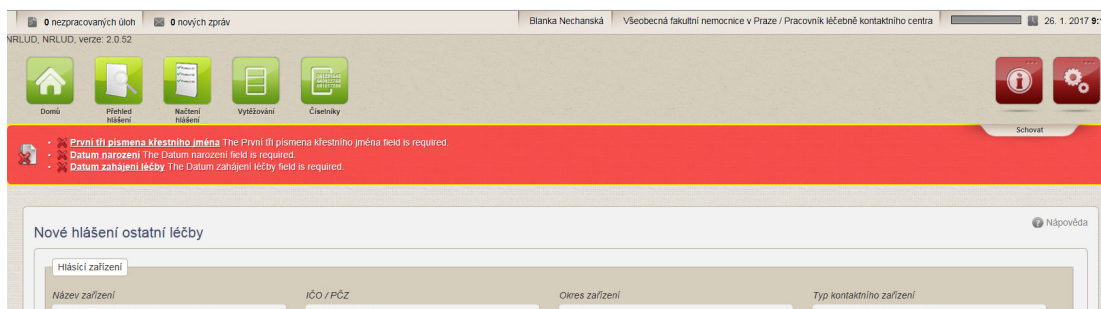 0 nezpracovaných úloh 0 nových zpráv Blanka Nechanská Všeobecná fakultní nemocnice v Praze / Pracovník léčebně kontaktního centra 26. 1. 2017 9:
NRLUD, NRLUD, verze: 2.0.52
Domů Přehled hlášení Načtení hlášení Vytěžování Číselníky
Schovat
První tři písmena křestního jména The První tři písmena křestního jména field is required.
Datum narození The Datum narození field is required.
Datum zahájení léčby The Datum zahájení léčby field is required.
Nápověda
Nové hlášení ostatní léčby
Hlásící zařízení
Název zařízení IČO / PČZ Okres zařízení Typ kontaktního zařízení